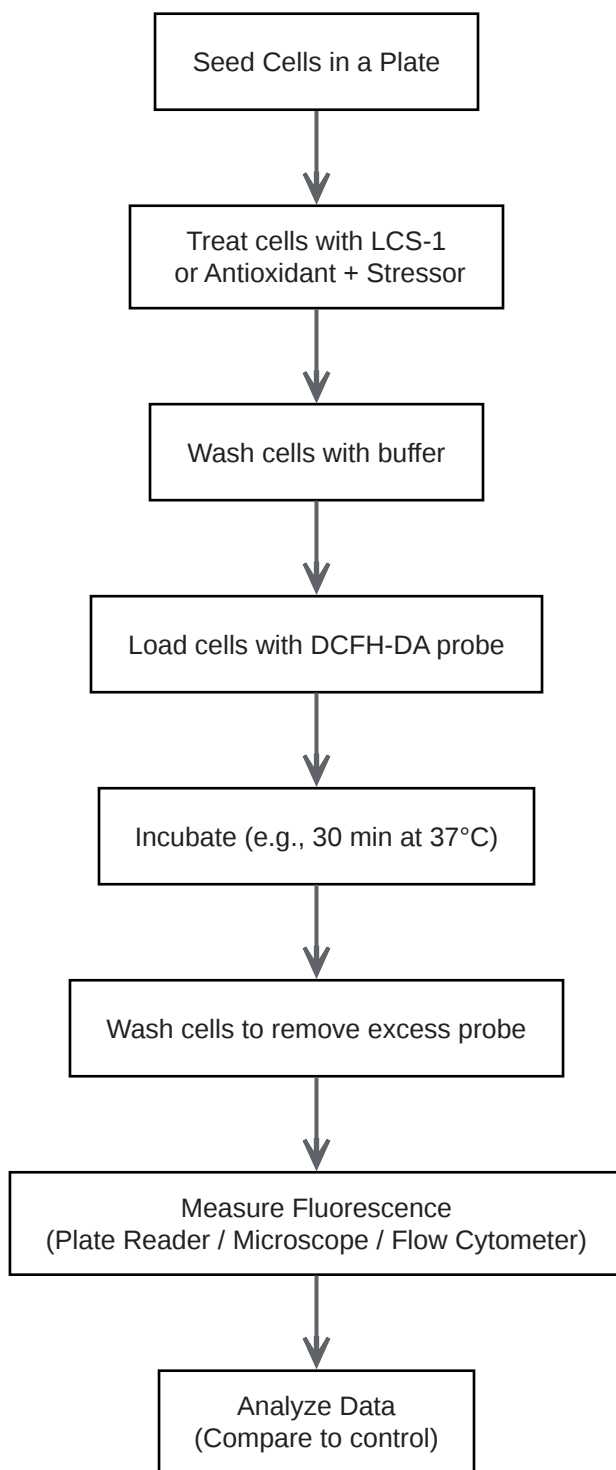 Seed Cells in a Plate
Treat cells with LCS-1
or Antioxidant + Stressor
Wash cells with buffer
Load cells with DCFH-DA probe
Incubate (e.g., 30 min at 37°C)
Wash cells to remove excess probe
Measure Fluorescence
(Plate Reader / Microscope / Flow Cytometer)
Analyze Data
(Compare to control)